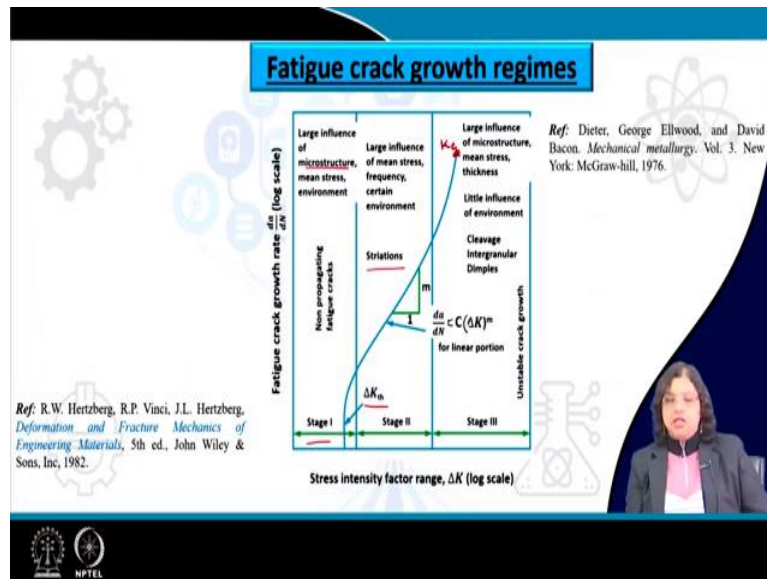 Fatigue crack growth regimes
Ref: Dieter, George Ellwood, and David
Bacon. Mechanical metallurgy. Vol. 3. New
York: McGraw-hill, 1976.
Fatigue crack growth rate da/dN (log scale)
Large influence
of
microstructure,
mean stress,
environment
Non propagating
fatigue cracks
Stage I
Large influence
of mean stress,
frequency,
certain
environment
Striations
ΔKth
Stage II
m
1
da/dN = C(ΔK)^m
for linear portion
Kc
Large influence
of microstructure,
mean stress,
thickness
Little influence
of environment
Cleavage
Intergranular
Dimples
Unstable crack growth
Stage III
Stress intensity factor range, ΔK (log scale)
Ref: R.W. Hertzberg, R.P. Vinci, J.L. Hertzberg,
Deformation and Fracture Mechanics of
Engineering Materials, 5th ed., John Wiley &
Sons, Inc, 1982.
NPTEL